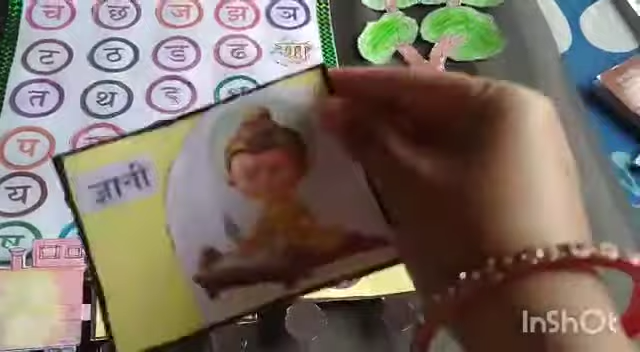 च छ ज झ ञ
ट ठ ड ढ
त थ द ध
प
य
ष
ज्ञानी
InShOt